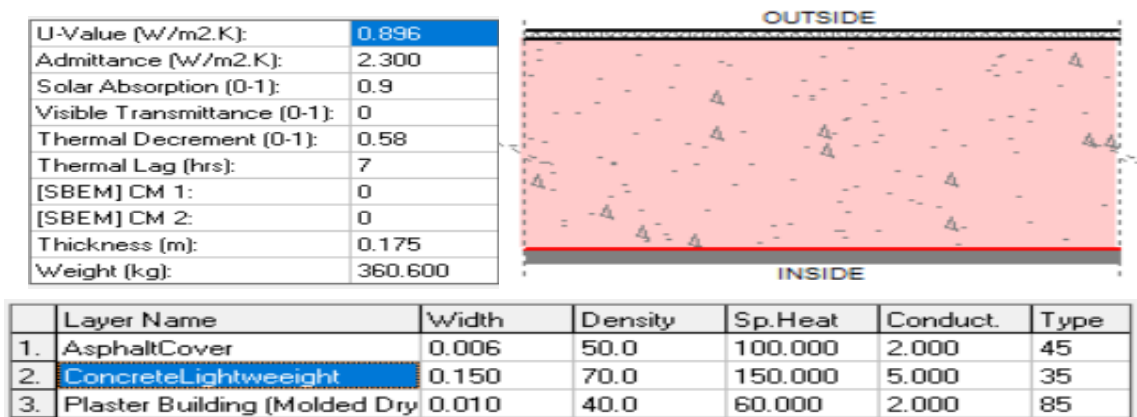 U-Value (W/m2.K): 0.896
Admittance (W/m2.K): 2.300
Solar Absorption (0-1): 0.9
Visible Transmittance (0-1): 0
Thermal Decrement (0-1): 0.58
Thermal Lag (hrs): 7
[SBEM] CM 1: 0
[SBEM] CM 2: 0
Thickness (m): 0.175
Weight (kg): 360.600
OUTSIDE
INSIDE
Layer Name Width Density Sp.Heat Conduct. Type
1. AsphaltCover 0.006 50.0 100.000 2.000 45
2. ConcreteLightweeight 0.150 70.0 150.000 5.000 35
3. Plaster Building (Molded Dry 0.010 40.0 60.000 2.000 85